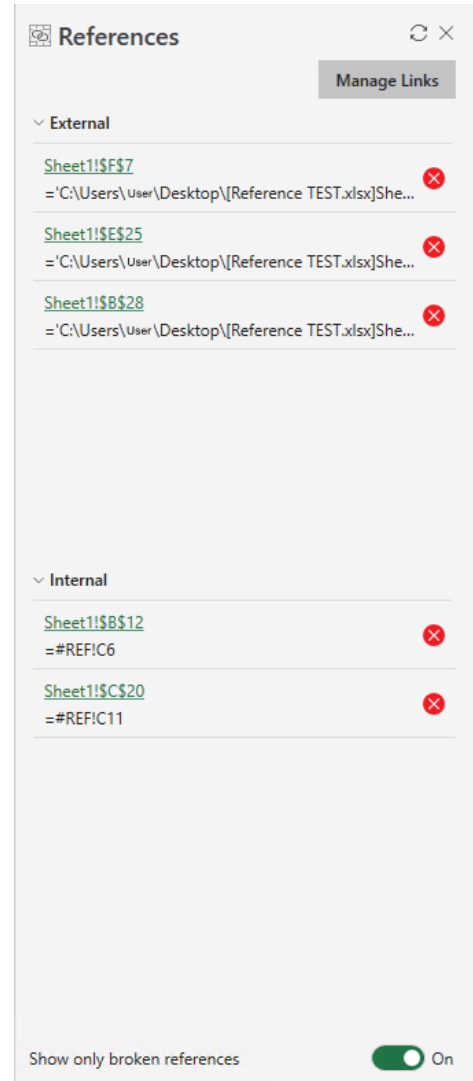 References
Manage Links
External
Sheet1!$F$7
='C:\Users\User\Desktop\[Reference TEST.xlsx]She...
Sheet1!$E$25
='C:\Users\User\Desktop\[Reference TEST.xlsx]She...
Sheet1!$B$28
='C:\Users\User\Desktop\[Reference TEST.xlsx]She...
Internal
Sheet1!$B$12
=#REF!C6
Sheet1!$C$20
=#REF!C11
Show only broken references On